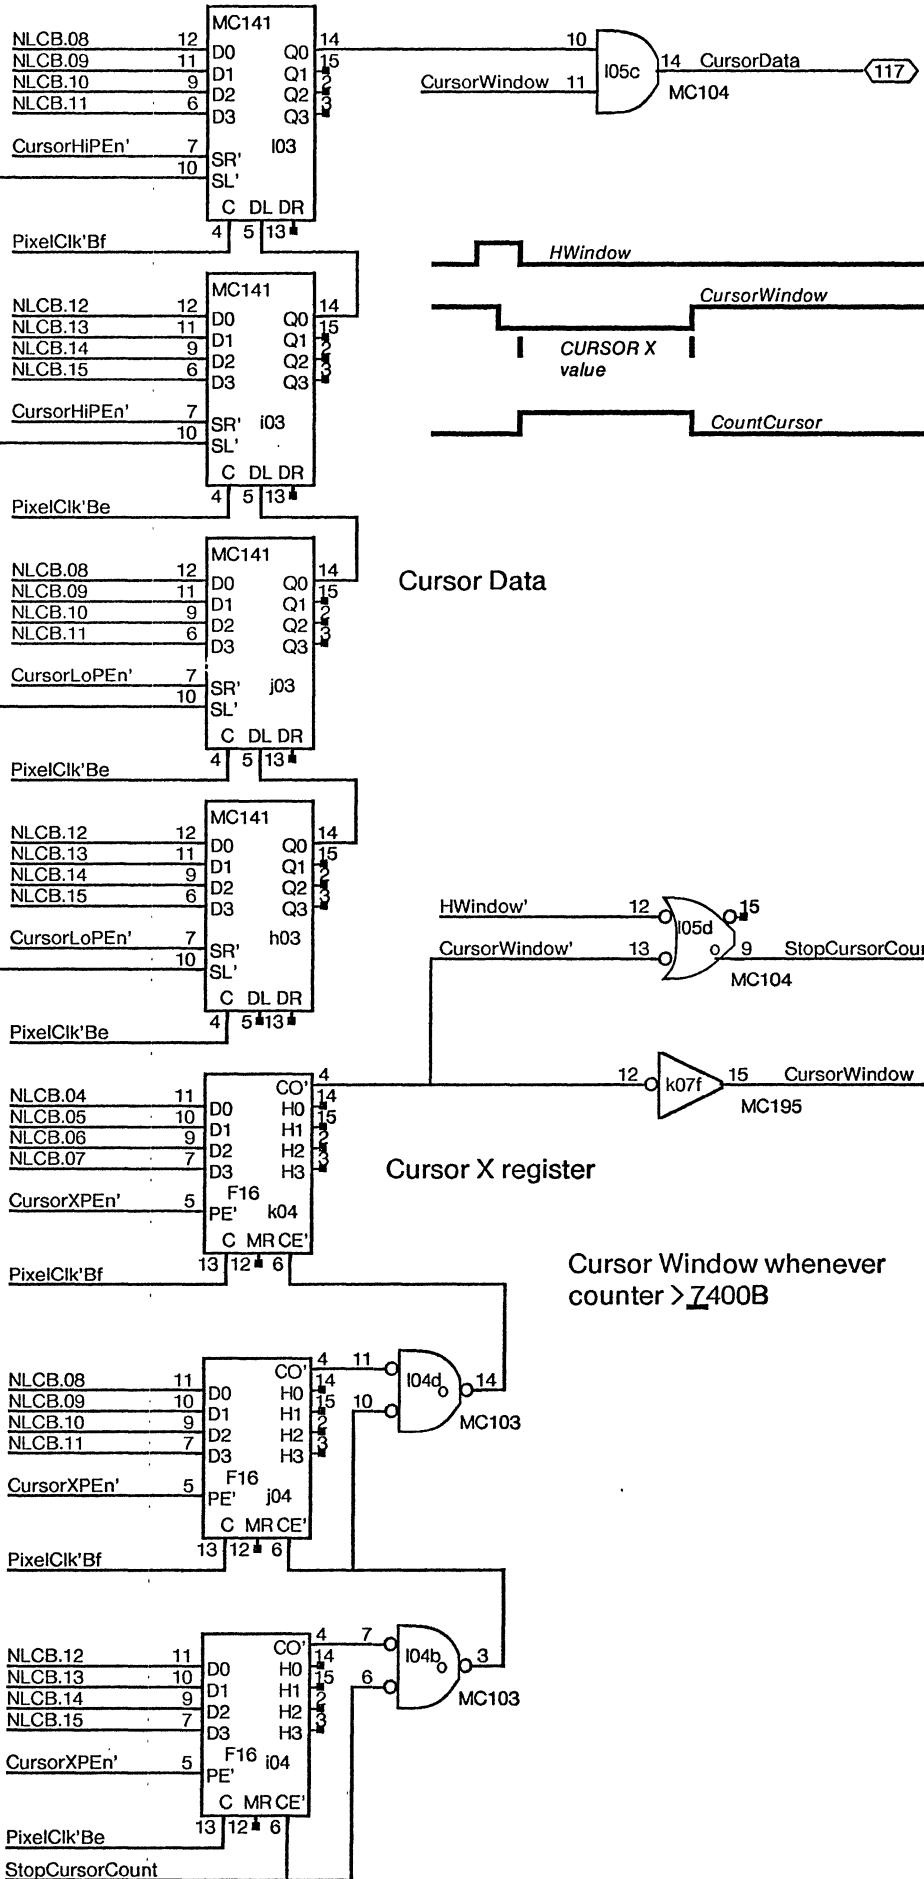 MC141
NLCB.08 12 D0 Q0 14
NLCB.09 11 D1 Q1 15
NLCB.10 9 D2 Q2 2
NLCB.11 6 D3 Q3 3
l03
CursorHiPEn' 7 SR'
10 SL'
C DL DR
4 5 13
PixelClk'Bf
10
CursorWindow 11
l05c
14 CursorData
117
MC104
HWindow
CursorWindow
CURSOR X
value
CountCursor
MC141
NLCB.12 12 D0 Q0 14
NLCB.13 11 D1 Q1 15
NLCB.14 9 D2 Q2 2
NLCB.15 6 D3 Q3 3
CursorHiPEn' 7 SR' i03
10 SL'
C DL DR
4 5 13
PixelClk'Be
MC141
NLCB.08 12 D0 Q0 14
NLCB.09 11 D1 Q1 15
NLCB.10 9 D2 Q2 2
NLCB.11 6 D3 Q3 3
Cursor Data
CursorLoPEn' 7 SR' j03
10 SL'
C DL DR
4 5 13
PixelClk'Be
MC141
NLCB.12 12 D0 Q0 14
NLCB.13 11 D1 Q1 15
NLCB.14 9 D2 Q2 2
NLCB.15 6 D3 Q3 3
CursorLoPEn' 7 SR' h03
10 SL'
C DL DR
4 5 13
PixelClk'Be
HWindow' 12 l05d 15
CursorWindow' 13 9 StopCursorCour
MC104
CO' 4
12 k07f 15 CursorWindow
MC195
NLCB.04 11 D0 H0 14
NLCB.05 10 D1 H1 15
NLCB.06 9 D2 H2 2
NLCB.07 7 D3 H3 3
Cursor X register
F16
CursorXPEn' 5 PE' k04
C MR CE'
13 12 6
PixelClk'Bf
Cursor Window whenever
counter > 7400B
CO' 4 11
NLCB.08 11 D0 H0 14
NLCB.09 10 D1 H1 15 10
NLCB.10 9 D2 H2 2
NLCB.11 7 D3 H3 3
l04d 14
MC103
F16
CursorXPEn' 5 PE' j04
C MR CE'
13 12 6
PixelClk'Bf
CO' 4 7
NLCB.12 11 D0 H0 14
NLCB.13 10 D1 H1 15 6
NLCB.14 9 D2 H2 2
NLCB.15 7 D3 H3 3
l04b 3
MC103
F16 i04
CursorXPEn' 5 PE'
C MR CE'
13 12 6
PixelClk'Be
StopCursorCount